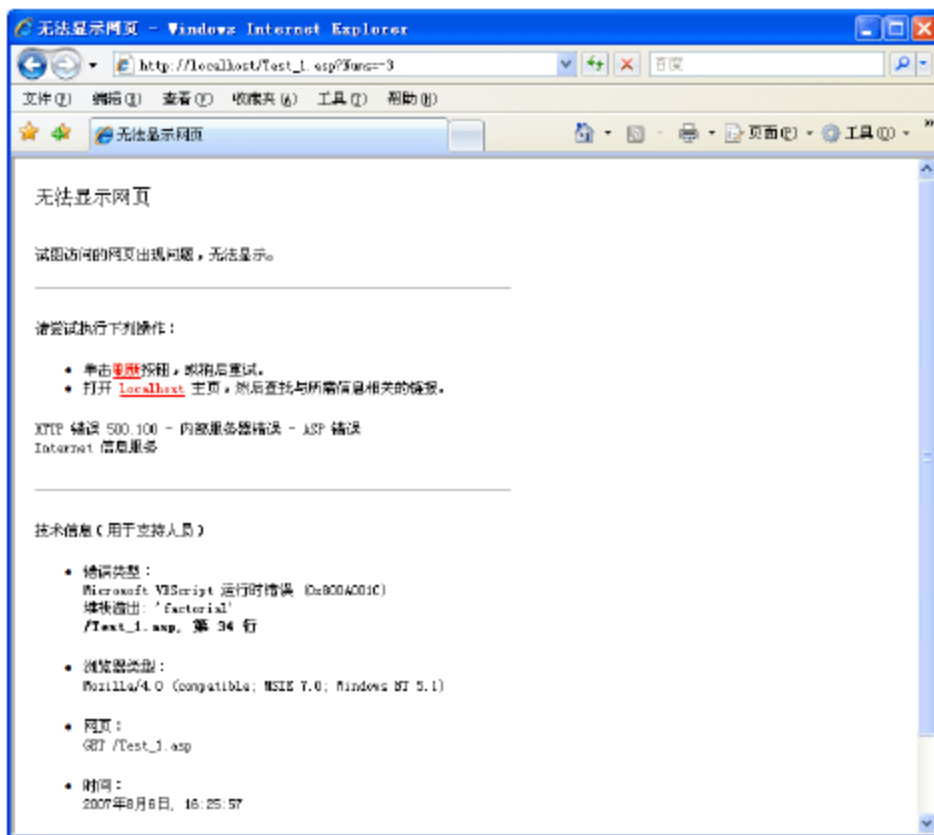 无法显示网页 - Windows Internet Explorer
http://localhost/Test_1.asp?Nums=-3
百度
文件(F) 编辑(E) 查看(V) 收藏夹(A) 工具(T) 帮助(H)
无法显示网页
页面(P) 工具(O)
无法显示网页
试图访问的网页出现问题，无法显示。
请尝试执行下列操作：
单击刷新按钮，或稍后重试。
打开 localhost 主页，然后查找与所需信息相关的链接。
HTTP 错误 500.100 - 内部服务器错误 - ASP 错误
Internet 信息服务
技术信息(用于支持人员)
错误类型：
Microsoft VBScript 运行时错误 (0x800A001C)
堆栈溢出: 'factorial'
/Test_1.asp, 第 34 行
浏览器类型：
Mozilla/4.0 (compatible; MSIE 7.0; Windows NT 5.1)
网页：
GET /Test_1.asp
时间：
2007年8月8日, 16:25:57